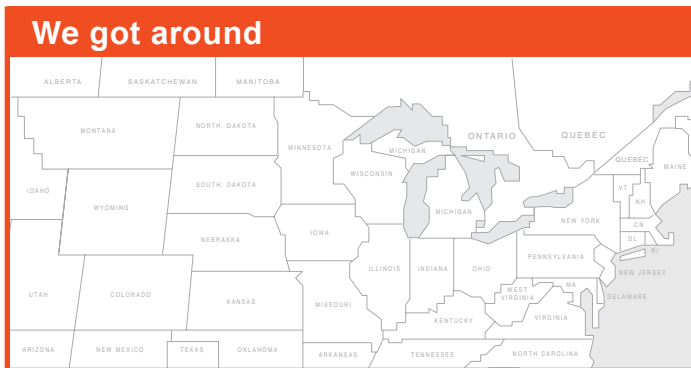 We got around
ALBERTA
SASKATCHEWAN
MANITOBA
ONTARIO
QUEBÉC
MONTANA
NORTH. DAKOTA
MINNESOTA
MICHIGAN
QUEBÉC
MAINE
WISCONSIN
IDAHO
SOUTH. DAKOTA
VT
NH
WYOMING
MICHIGAN
NEW YORK
CN
NEBRASKA
IOWA
DL
RI
PENNSYLVANIA
ILLINOIS
INDIANA
OHIO
NEW JERSEY
UTAH
COLORADO
KANSAS
MISSOURI
WEST
VIRGINIA
MA
DELAWARE
KENTUCKY
VIRGINIA
ARIZONA
NEW MEXICO
TEXAS
OKLAHOMA
ARKANSAS
TENNESSEE
NORTH CAROLINA